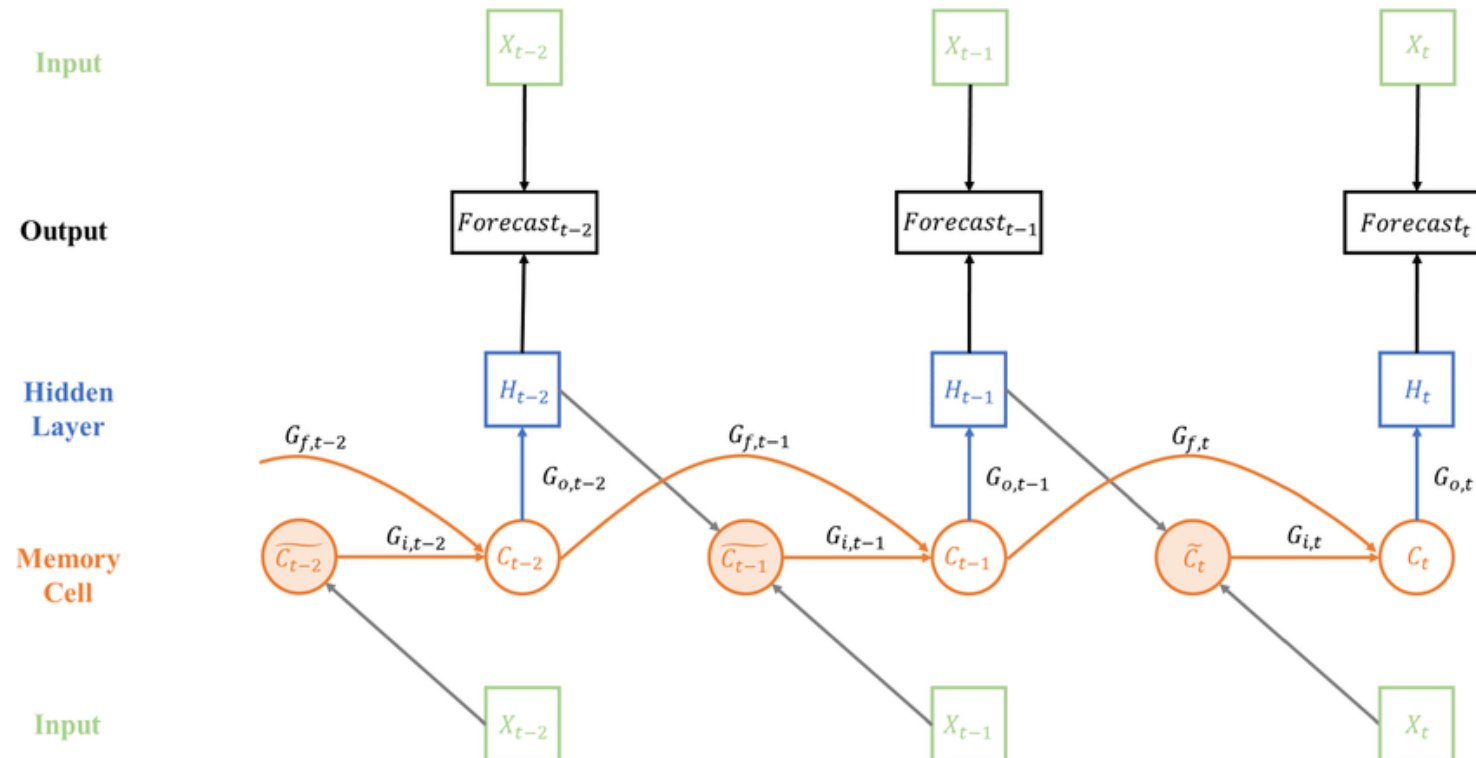 Input
X_{t-2}
X_{t-1}
X_t
Output
Forecast_{t-2}
Forecast_{t-1}
Forecast_t
Hidden
Layer
H_{t-2}
H_{t-1}
H_t
G_{f,t-2}
G_{f,t-1}
G_{f,t}
G_{o,t-2}
G_{o,t-1}
G_{o,t}
Memory
Cell
\widetilde{C_{t-2}}
G_{i,t-2}
C_{t-2}
\widetilde{C_{t-1}}
G_{i,t-1}
C_{t-1}
\tilde{C}_t
G_{i,t}
C_t
Input
X_{t-2}
X_{t-1}
X_t